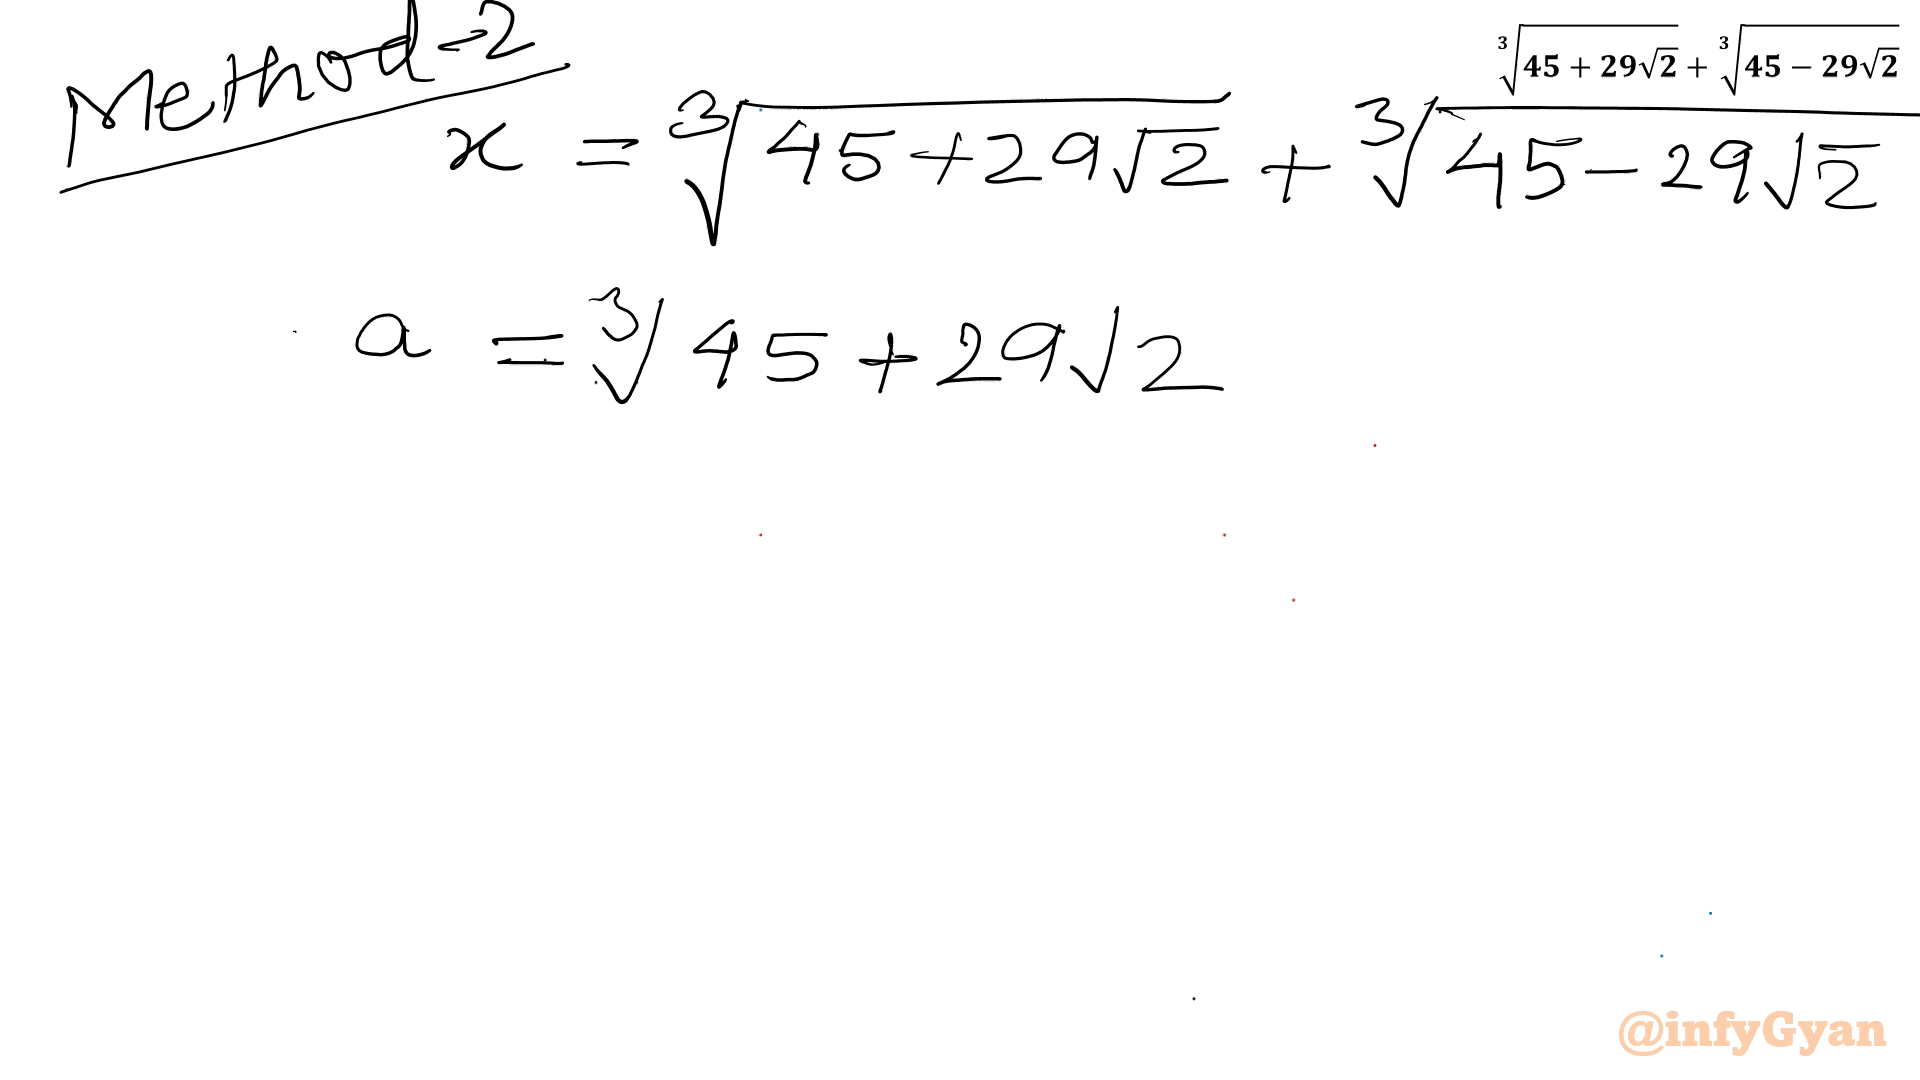 Method-2
∛(45 + 29√2) + ∛(45 − 29√2)
x = ∛(45 + 29√2) + ∛(45 − 29√2)
a = ∛45 + 29√2
@infyGyan